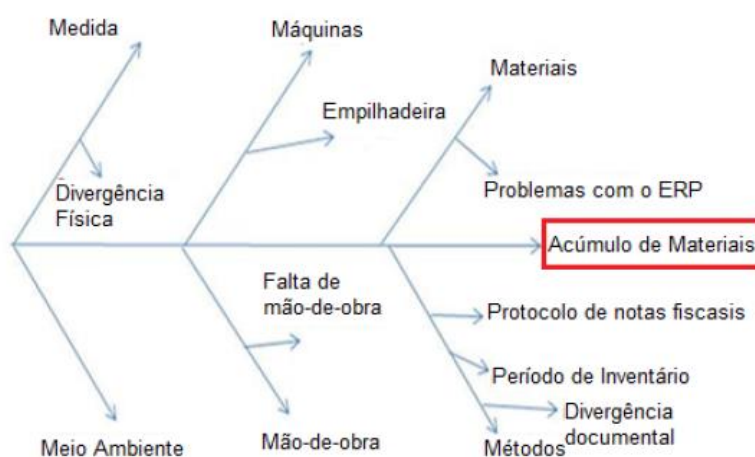 Medida
Máquinas
Materiais
Empilhadeira
Divergência
Física
Problemas com o ERP
Acúmulo de Materiais
Falta de
mão-de-obra
Protocolo de notas fiscasis
Período de Inventário
Divergência
documental
Meio Ambiente
Mão-de-obra
Métodos